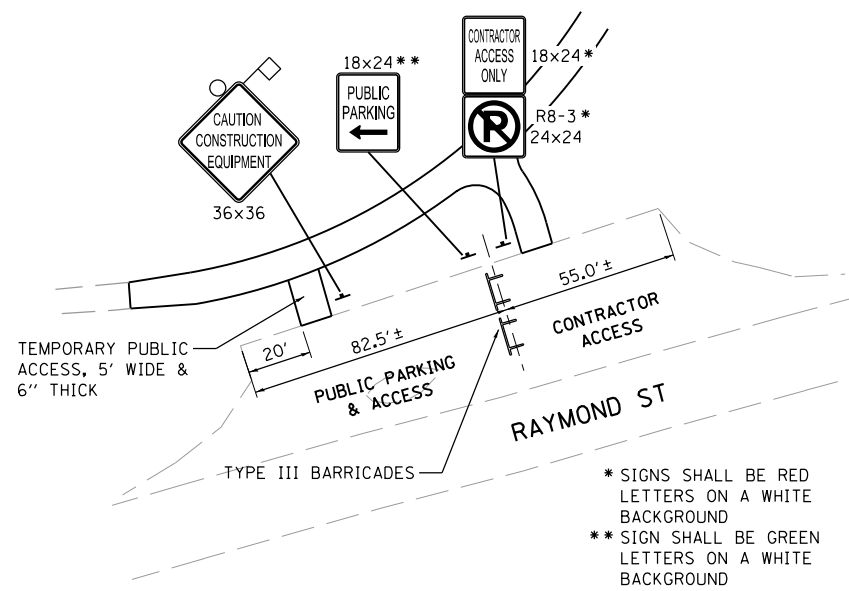 CONTRACTOR
ACCESS
ONLY
18x24*
18x24**
PUBLIC
PARKING
P
R8-3*
24x24
CAUTION
CONSTRUCTION
EQUIPMENT
36x36
55.0'±
CONTRACTOR
ACCESS
TEMPORARY PUBLIC
ACCESS, 5' WIDE &
6'' THICK
20'
82.5'±
PUBLIC PARKING
& ACCESS
RAYMOND ST
TYPE III BARRICADES
* SIGNS SHALL BE RED
LETTERS ON A WHITE
BACKGROUND
** SIGN SHALL BE GREEN
LETTERS ON A WHITE
BACKGROUND